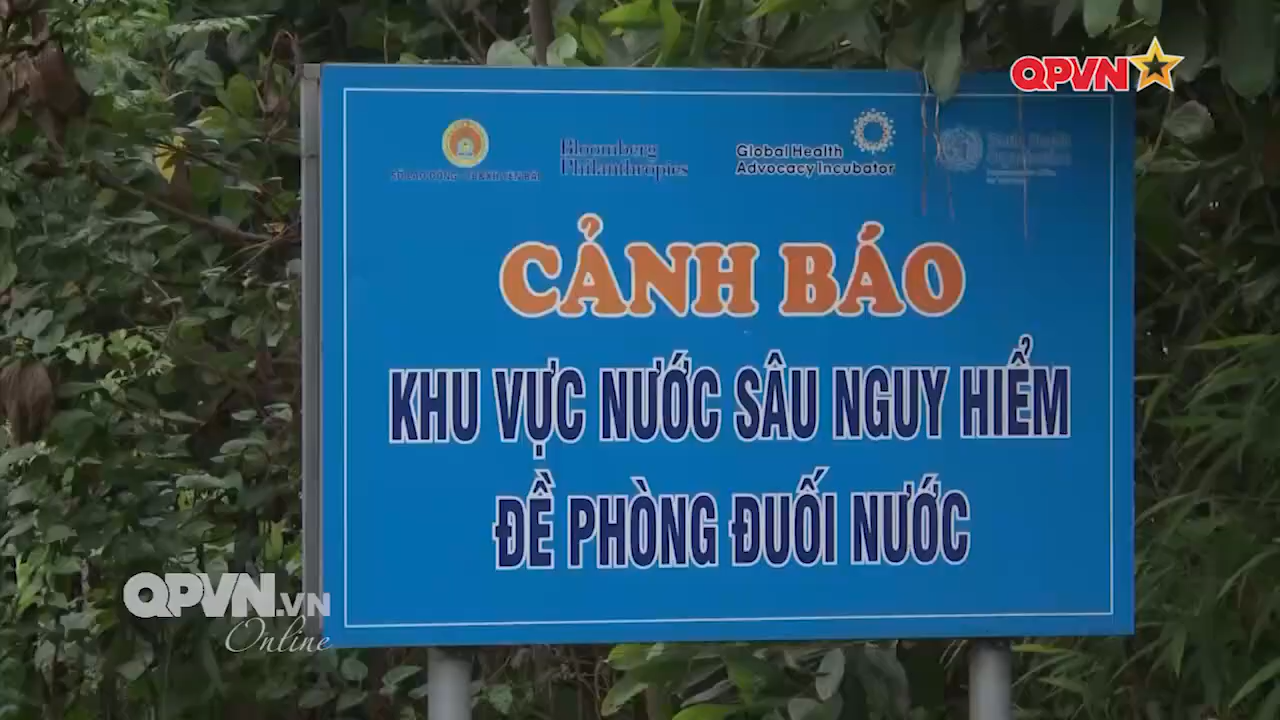 QPVN
Bloomberg
Philanthropies
Global Health
Advocacy Incubator
CẢNH BÁO
KHU VỰC NƯỚC SÂU NGUY HIỂM
ĐỀ PHÒNG ĐUỐI NƯỚC
QPVN.VN
Online